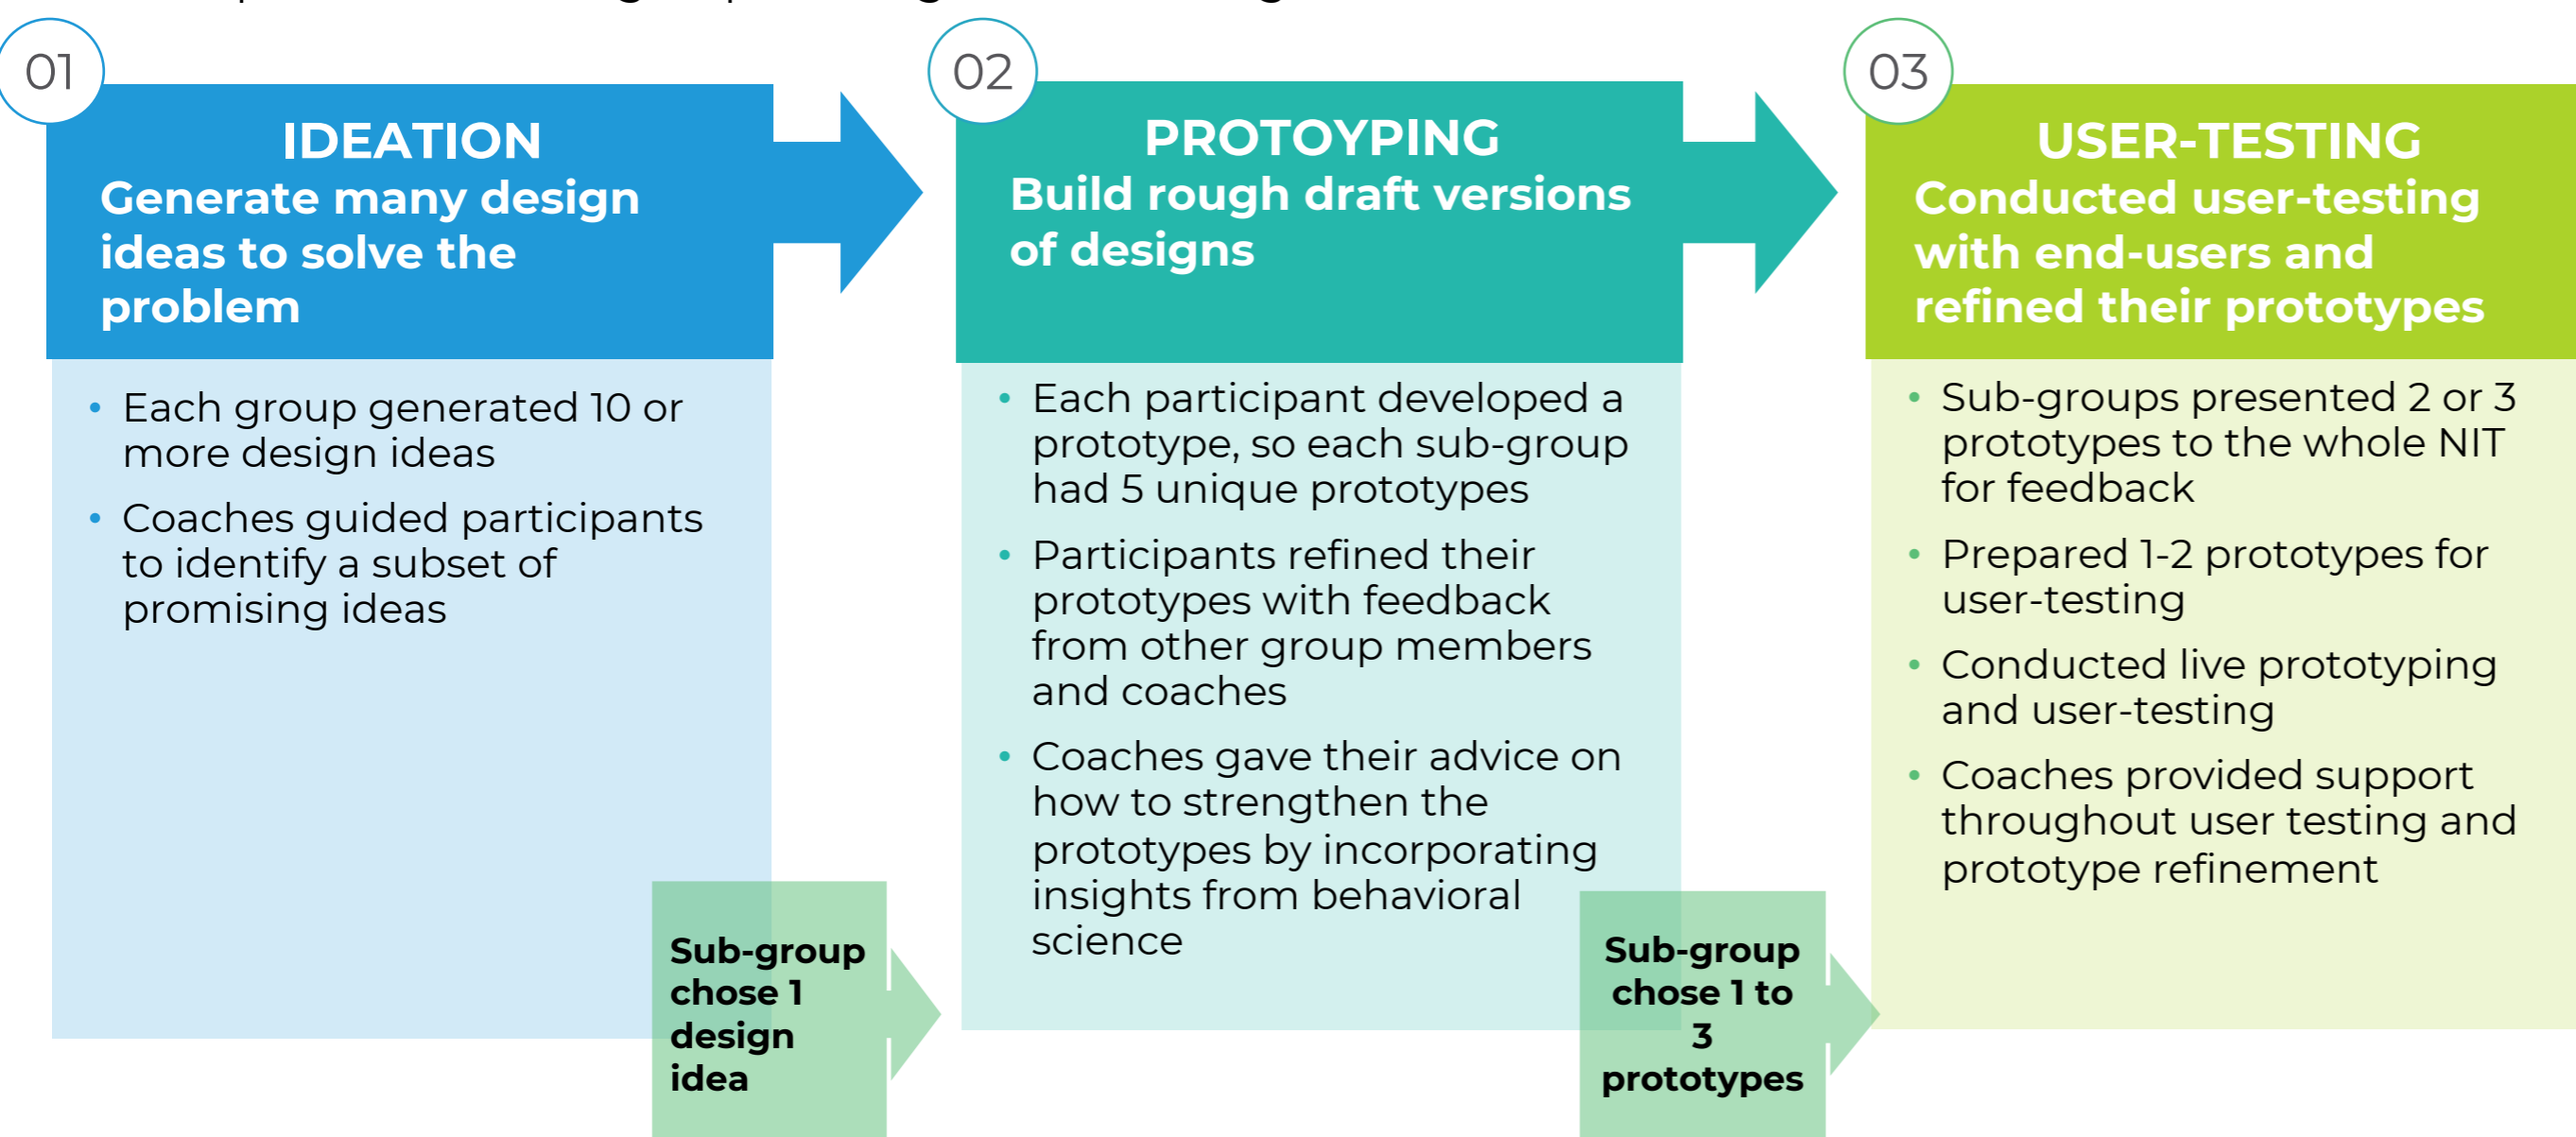 01
IDEATION
Generate many design
ideas to solve the
problem
• Each group generated 10 or
more design ideas
• Coaches guided participants
to identify a subset of
promising ideas
Sub-group
chose 1
design
idea
02
PROTOYPING
Build rough draft versions
of designs
• Each participant developed a
prototype, so each sub-group
had 5 unique prototypes
• Participants refined their
prototypes with feedback
from other group members
and coaches
• Coaches gave their advice on
how to strengthen the
prototypes by incorporating
insights from behavioral
science
Sub-group
chose 1 to
3
prototypes
03
USER-TESTING
Conducted user-testing
with end-users and
refined their prototypes
• Sub-groups presented 2 or 3
prototypes to the whole NIT
for feedback
• Prepared 1-2 prototypes for
user-testing
• Conducted live prototyping
and user-testing
• Coaches provided support
throughout user testing and
prototype refinement